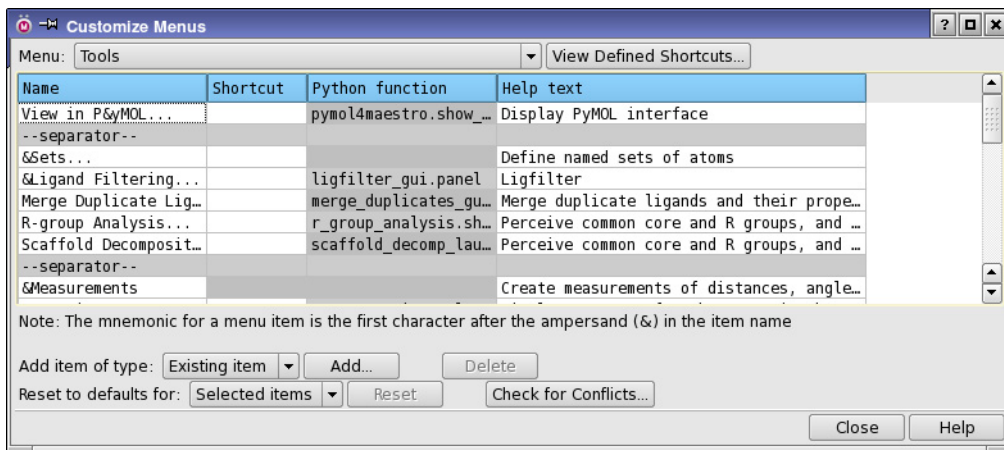 Customize Menus
Menu: Tools View Defined Shortcuts...
Name Shortcut Python function Help text
View in P&yMOL... pymol4maestro.show_… Display PyMOL interface
--separator--
&Sets... Define named sets of atoms
&Ligand Filtering... ligfilter_gui.panel Ligfilter
Merge Duplicate Lig… merge_duplicates_gu… Merge duplicate ligands and their prope…
R-group Analysis... r_group_analysis.sh… Perceive common core and R groups, and …
Scaffold Decomposit… scaffold_decomp_lau… Perceive common core and R groups, and …
--separator--
&Measurements Create measurements of distances, angle…
Note: The mnemonic for a menu item is the first character after the ampersand (&) in the item name
Add item of type: Existing item Add... Delete
Reset to defaults for: Selected items Reset Check for Conflicts...
Close Help